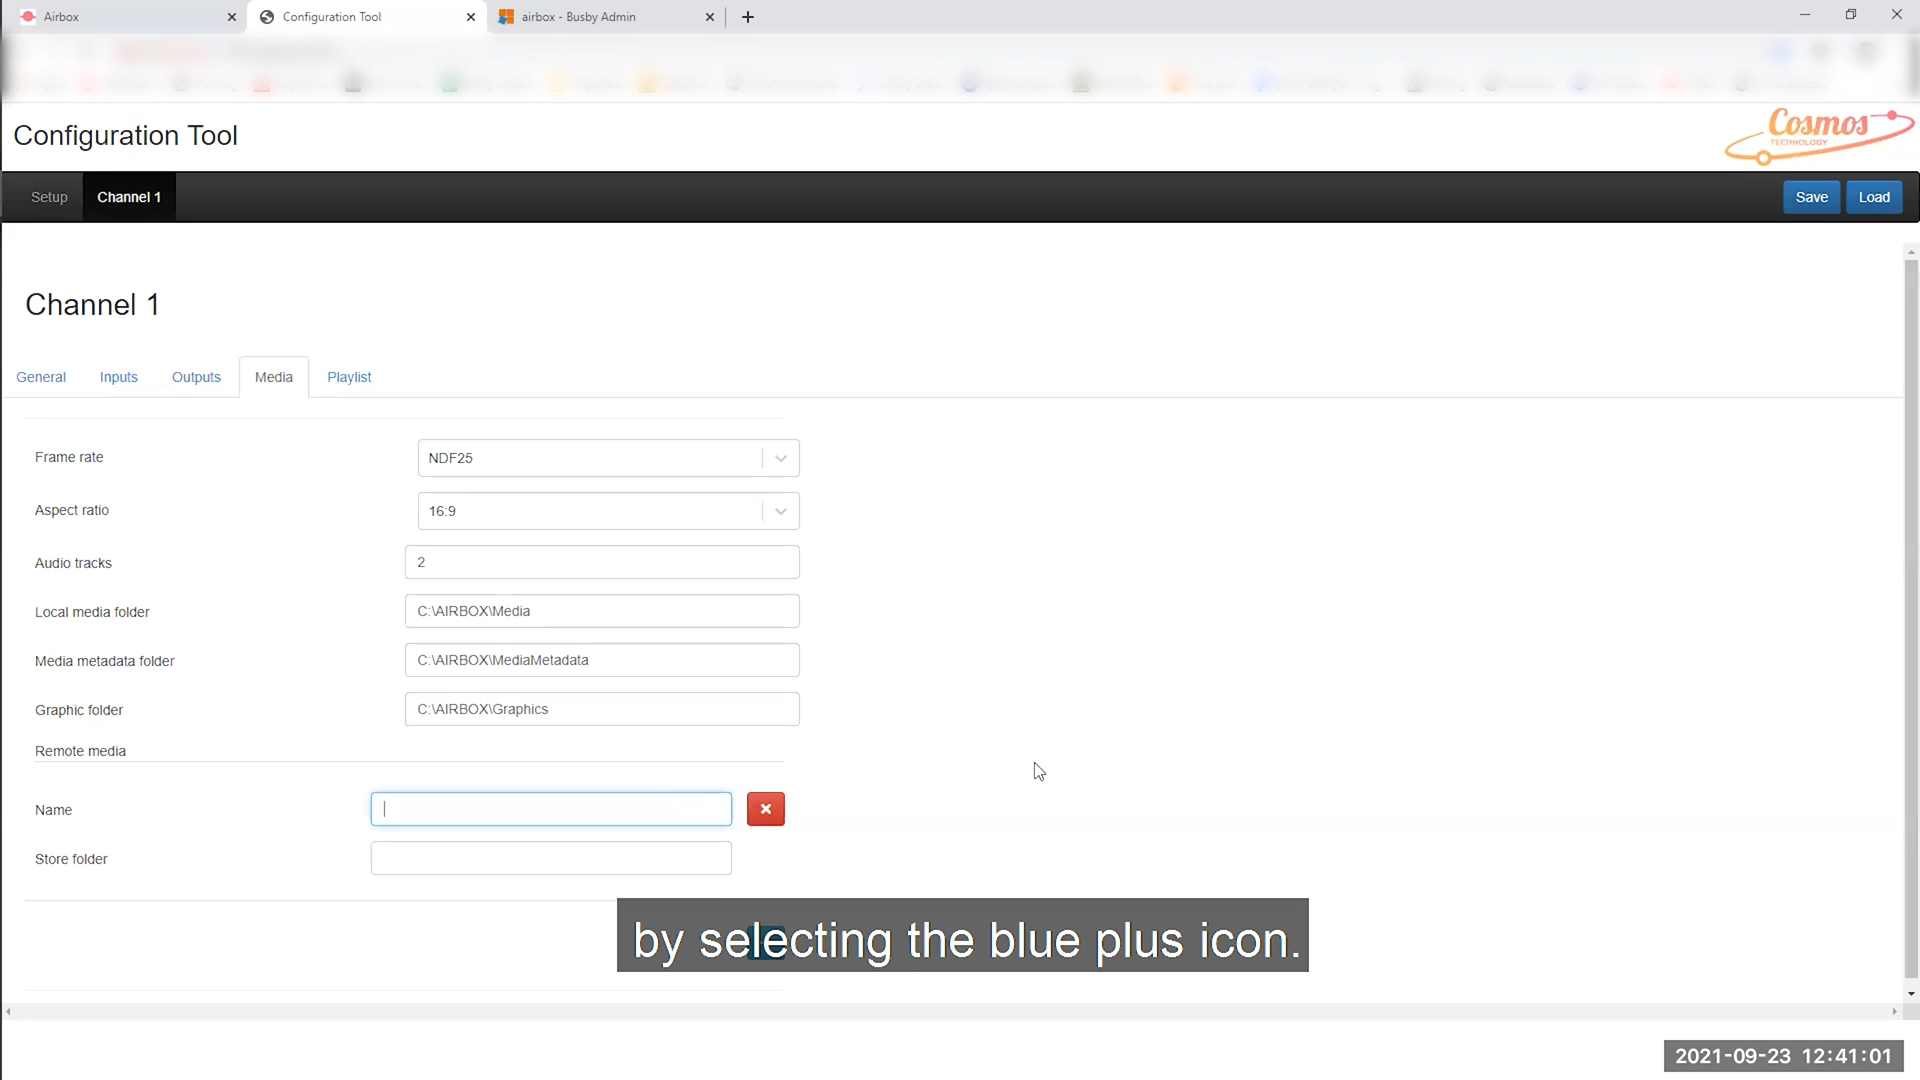 Airbox
Configuration Tool
airbox - Busby Admin
Configuration Tool
Cosmos
TECHNOLOGY
Setup
Channel 1
Save
Load
Channel 1
General
Inputs
Outputs
Media
Playlist
Frame rate
NDF25
Aspect ratio
16:9
Audio tracks
2
Local media folder
C:\AIRBOX\Media
Media metadata folder
C:\AIRBOX\MediaMetadata
Graphic folder
C:\AIRBOX\Graphics
Remote media
Name
Store folder
by selecting the blue plus icon.
2021-09-23 12:41:01